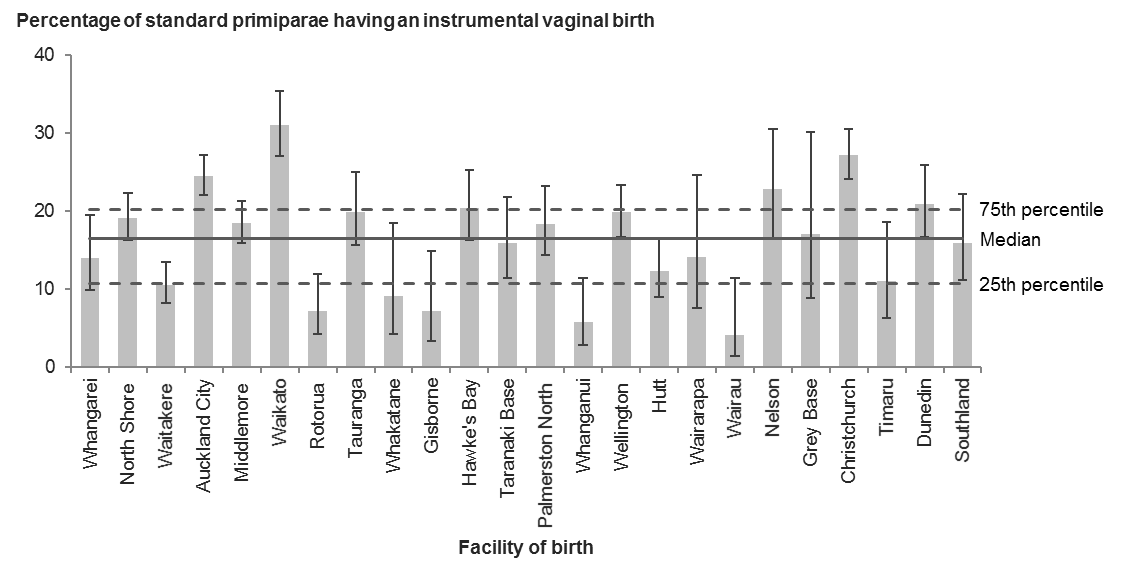 Percentage of standard primiparae having an instrumental vaginal birth
40
30
20
10
0
75th percentile
Median
25th percentile
Whangarei
North Shore
Waitakere
Auckland City
Middlemore
Waikato
Rotorua
Tauranga
Whakatane
Gisborne
Hawke's Bay
Taranaki Base
Palmerston North
Whanganui
Wellington
Hutt
Wairarapa
Wairau
Nelson
Grey Base
Christchurch
Timaru
Dunedin
Southland
Facility of birth